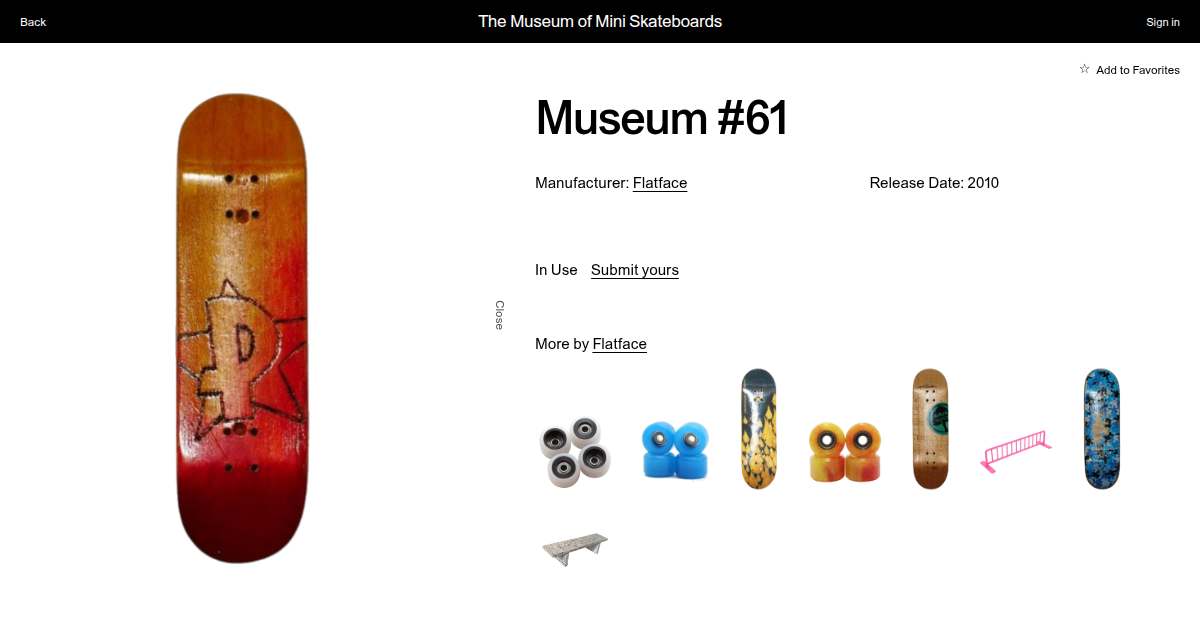 Back
The Museum of Mini Skateboards
Sign in
☆ Add to Favorites
Museum #61
Manufacturer: Flatface
Release Date: 2010
In Use Submit yours
Close
More by Flatface
P